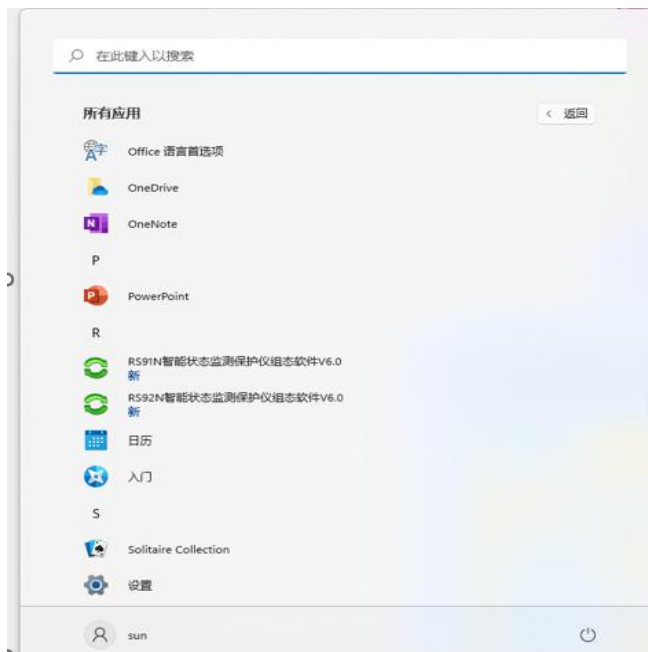 在此键入以搜索
所有应用
返回
Office 语言首选项
OneDrive
OneNote
P
PowerPoint
R
RS91N智能状态监测保护仪组态软件V6.0
新
RS92N智能状态监测保护仪组态软件V6.0
新
日历
入门
S
Solitaire Collection
设置
sun